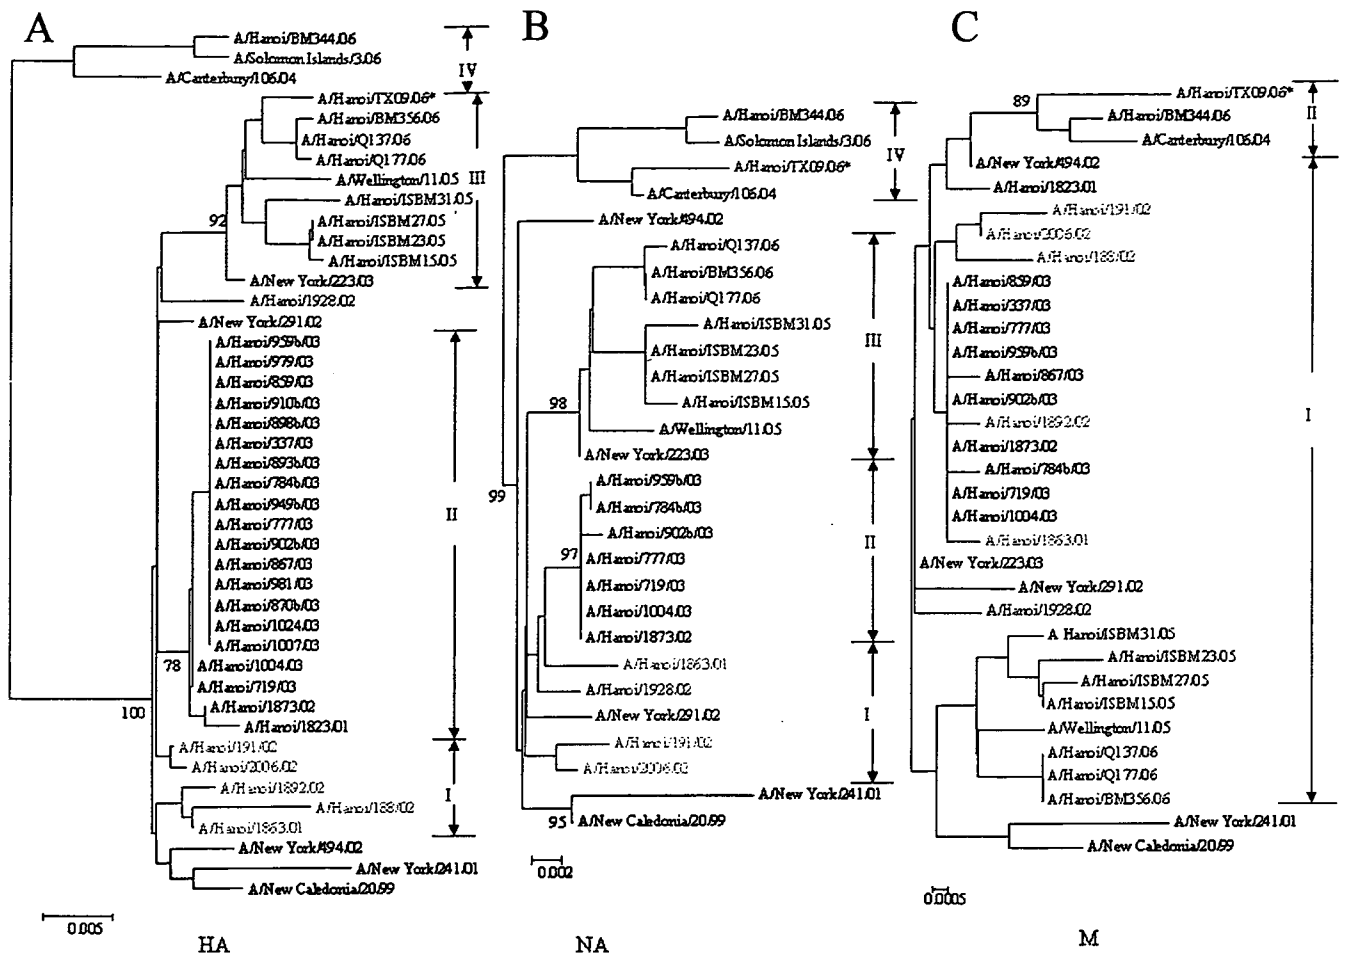 A
A/Hanoi/BM344.06
A/Solomon Islands/3.06
A/Canterbury/106.04
IV
A/Hanoi/TX09.06*
A/Hanoi/BM356.06
A/Hanoi/Q137.06
A/Hanoi/Q177.06
A/Wellington/11.05
III
A/Hanoi/ISBM31.05
A/Hanoi/ISBM27.05
A/Hanoi/ISBM23.05
A/Hanoi/ISBM15.05
92
A/New York/223.03
A/Hanoi/1928.02
A/New York/291.02
A/Hanoi/959b/03
A/Hanoi/979/03
A/Hanoi/859/03
A/Hanoi/910b/03
A/Hanoi/898b/03
A/Hanoi/337/03
A/Hanoi/893b/03
A/Hanoi/784b/03
A/Hanoi/949b/03
II
A/Hanoi/777/03
A/Hanoi/902b/03
A/Hanoi/867/03
A/Hanoi/981/03
A/Hanoi/870b/03
A/Hanoi/1024/03
A/Hanoi/1007/03
78
A/Hanoi/1004.03
A/Hanoi/719/03
A/Hanoi/1873.02
A/Hanoi/1823.01
100
A/Hanoi/191/02
A/Hanoi/2006.02
A/Hanoi/1892.02
I
A/Hanoi/188/02
A/Hanoi/1863.01
A/New York/494.02
A/New York/241.01
A/New Caledonia/20.99
0.005
HA
B
A/Hanoi/BM344.06
A/Solomon Islands/3.06
IV
A/Hanoi/TX09.06*
A/Canterbury/106.04
A/New York/494.02
A/Hanoi/Q137.06
A/Hanoi/BM356.06
A/Hanoi/Q177.06
A/Hanoi/ISBM31.05
III
A/Hanoi/ISBM23.05
A/Hanoi/ISBM27.05
A/Hanoi/ISBM15.05
98
A/Wellington/11.05
A/New York/223.03
99
A/Hanoi/959b/03
A/Hanoi/784b/03
A/Hanoi/902b/03
II
97
A/Hanoi/777/03
A/Hanoi/719/03
A/Hanoi/1004.03
A/Hanoi/1873.02
A/Hanoi/1863.01
A/Hanoi/1928.02
I
A/New York/291.02
A/Hanoi/191/02
A/Hanoi/2006.02
A/New York/241.01
95
A/New Caledonia/20.99
0.002
NA
C
A/Hanoi/TX09.06*
89
A/Hanoi/BM344.06
II
A/Canterbury/106.04
A/New York/494.02
A/Hanoi/1823.01
A/Hanoi/191/02
A/Hanoi/2006.02
A/Hanoi/188/02
A/Hanoi/859/03
A/Hanoi/337/03
A/Hanoi/777/03
A/Hanoi/959b/03
A/Hanoi/867/03
A/Hanoi/902b/03
I
A/Hanoi/1892.02
A/Hanoi/1873.02
A/Hanoi/784b/03
A/Hanoi/719/03
A/Hanoi/1004.03
A/Hanoi/1863.01
A/New York/223.03
A/New York/291.02
A/Hanoi/1928.02
A Hanoi/ISBM31.05
A/Hanoi/ISBM23.05
A/Hanoi/ISBM27.05
A/Hanoi/ISBM15.05
A/Wellington/11.05
A/Hanoi/Q137.06
A/Hanoi/Q177.06
A/Hanoi/BM356.06
A/New York/241.01
A/New Caledonia/20.99
0.0005
M